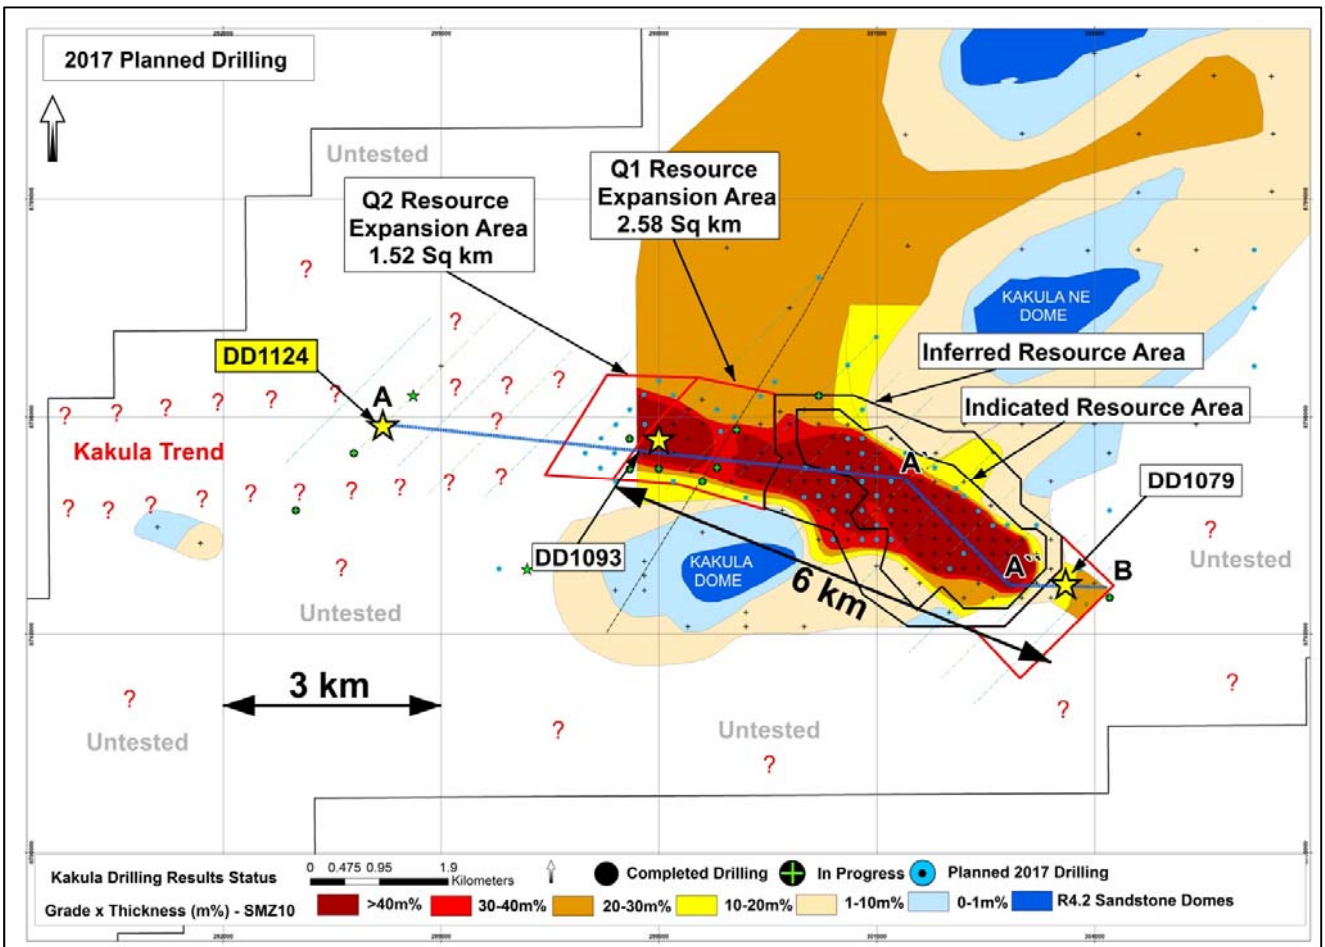 2017 Planned Drilling
Untested
Q1 Resource
Expansion Area
2.58 Sq km
Q2 Resource
Expansion Area
1.52 Sq km
KAKULA NE
DOME
DD1124
Inferred Resource Area
A
Indicated Resource Area
? ? ? ? ? ? ? ? ? ? ?
Kakula Trend
A`
DD1079
? ? ? ? ? ? ? ? ? ?
DD1093
KAKULA
DOME
A``
B
?
Untested
?
6 km
Untested
3 km
?
?
?
?
Untested
Untested
?
0 0.475 0.95 1.9
Kilometers
Kakula Drilling Results Status
Completed Drilling
In Progress
Planned 2017 Drilling
Grade x Thickness (m%) - SMZ10
>40m%
30-40m%
20-30m%
10-20m%
1-10m%
0-1m%
R4.2 Sandstone Domes